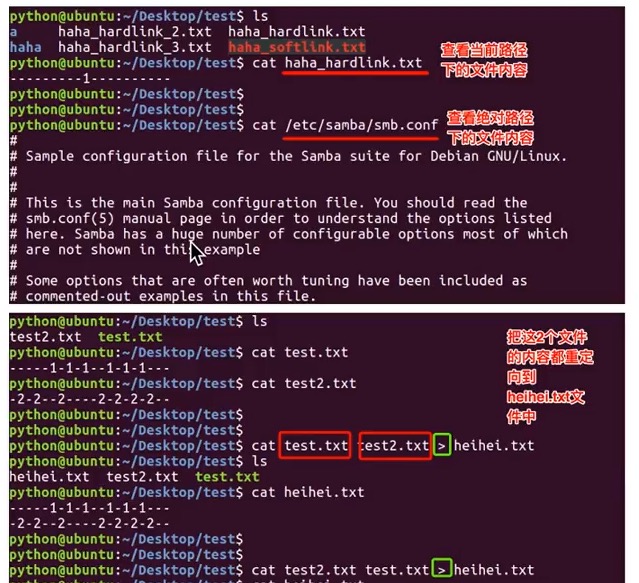 python@ubuntu:~/Desktop/test$ ls
a haha_hardlink_2.txt haha_hardlink.txt
haha haha_hardlink_3.txt haha_softlink.txt
python@ubuntu:~/Desktop/test$ cat haha_hardlink.txt
查看当前路径
下的文件内容
---------1----------
python@ubuntu:~/Desktop/test$
python@ubuntu:~/Desktop/test$
python@ubuntu:~/Desktop/test$ cat /etc/samba/smb.conf
查看绝对路径
下的文件内容
#
# Sample configuration file for the Samba suite for Debian GNU/Linux.
#
#
# This is the main Samba configuration file. You should read the
# smb.conf(5) manual page in order to understand the options listed
# here. Samba has a huge number of configurable options most of which
# are not shown in this example
#
# Some options that are often worth tuning have been included as
# commented-out examples in this file.
python@ubuntu:~/Desktop/test$ ls
test2.txt test.txt
python@ubuntu:~/Desktop/test$ cat test.txt
-----1-1-1--1-1-1---
python@ubuntu:~/Desktop/test$ cat test2.txt
-2-2--2----2-2-2-2--
把这2个文件
的内容都重定
向到
heihei.txt文
件中
python@ubuntu:~/Desktop/test$
python@ubuntu:~/Desktop/test$
python@ubuntu:~/Desktop/test$ cat test.txt test2.txt > heihei.txt
python@ubuntu:~/Desktop/test$ ls
heihei.txt test2.txt test.txt
python@ubuntu:~/Desktop/test$ cat heihei.txt
-----1-1-1--1-1-1---
-2-2--2----2-2-2-2--
python@ubuntu:~/Desktop/test$
python@ubuntu:~/Desktop/test$
python@ubuntu:~/Desktop/test$ cat test2.txt test.txt > heihei.txt
python@ubuntu:~/Desktop/test$ cat heihei.txt